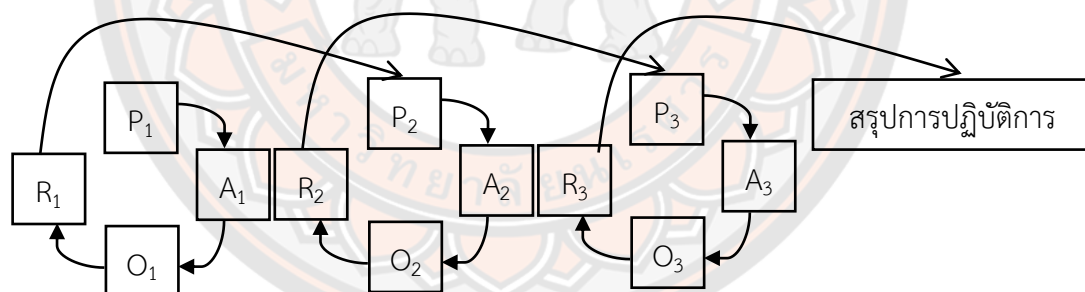 P₁
A₁
O₁
R₁
P₂
A₂
O₂
R₂
P₃
A₃
O₃
R₃
สรุปการปฏิบัติการ